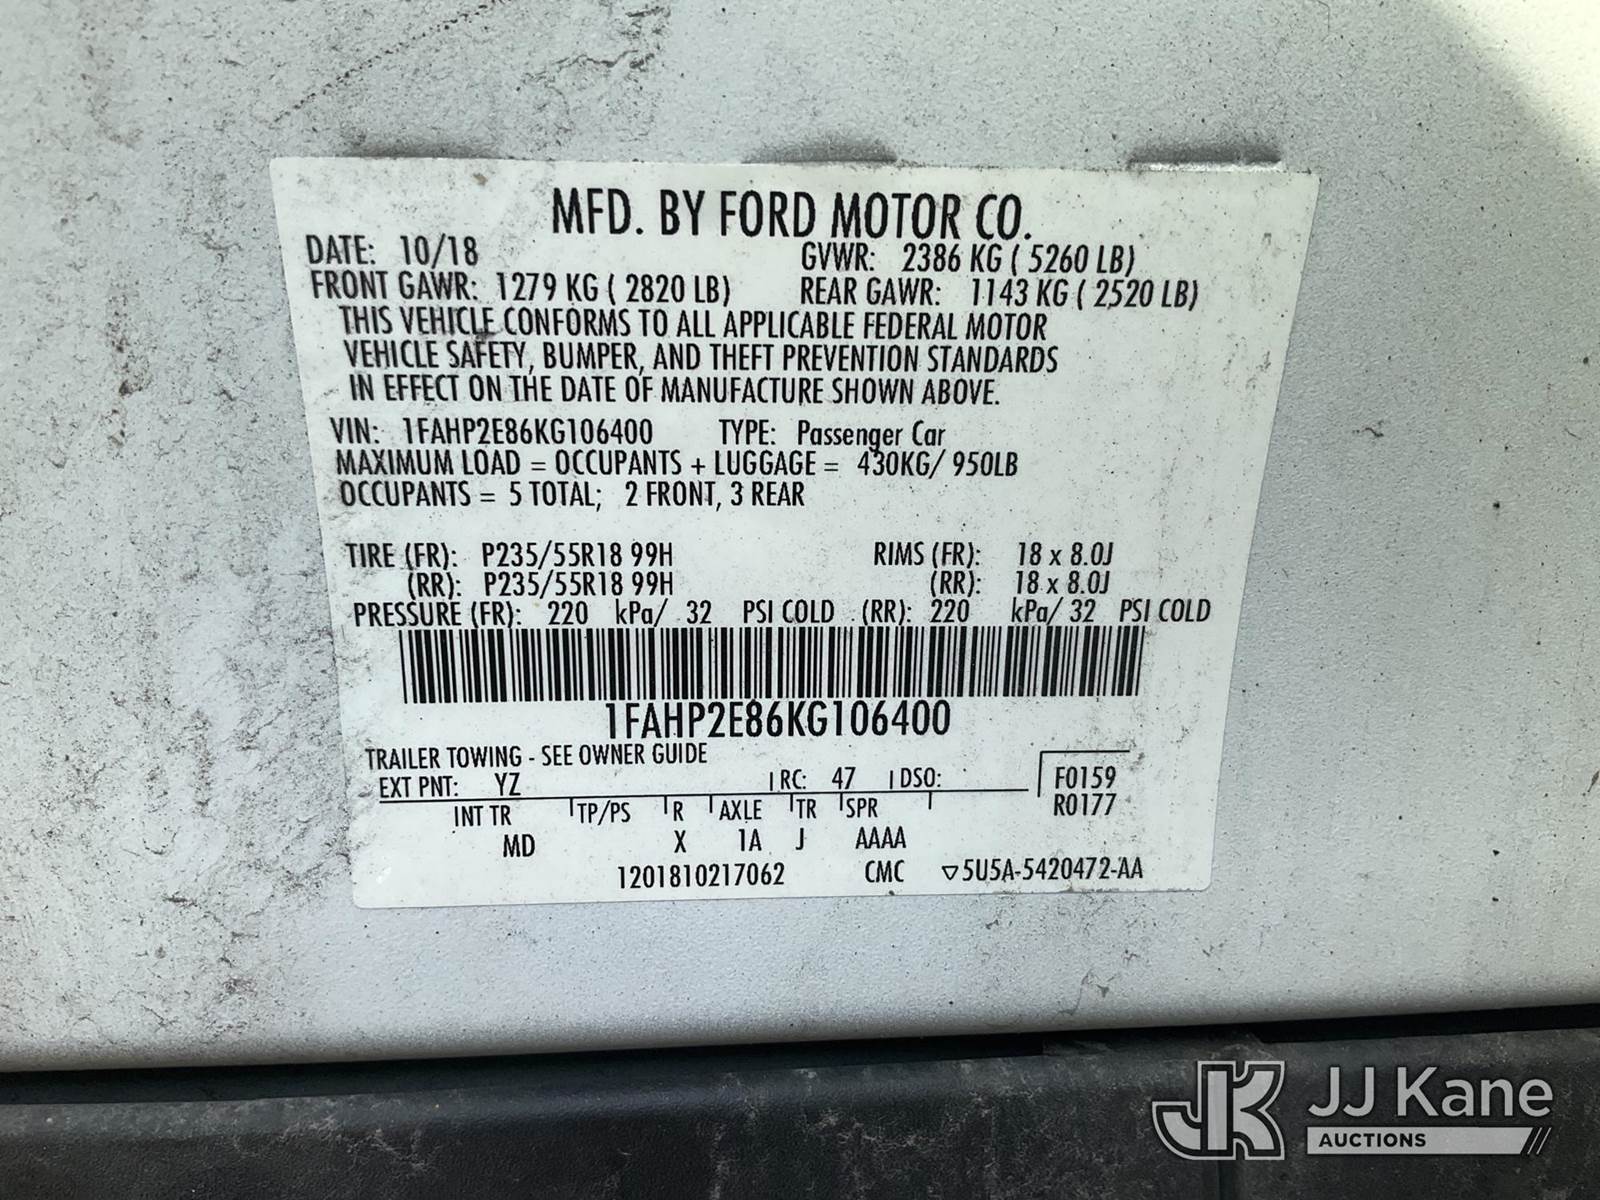 MFD. BY FORD MOTOR CO.
DATE: 10/18 GVWR: 2386 KG ( 5260 LB)
FRONT GAWR: 1279 KG ( 2820 LB) REAR GAWR: 1143 KG ( 2520 LB)
THIS VEHICLE CONFORMS TO ALL APPLICABLE FEDERAL MOTOR
VEHICLE SAFETY, BUMPER, AND THEFT PREVENTION STANDARDS
IN EFFECT ON THE DATE OF MANUFACTURE SHOWN ABOVE.
VIN: 1FAHP2E86KG106400 TYPE: Passenger Car
MAXIMUM LOAD = OCCUPANTS + LUGGAGE = 430KG/ 950LB
OCCUPANTS = 5 TOTAL; 2 FRONT, 3 REAR
TIRE (FR): P235/55R18 99H RIMS (FR): 18 x 8.0J
(RR): P235/55R18 99H (RR): 18 x 8.0J
PRESSURE (FR): 220 kPa/ 32 PSI COLD (RR): 220 kPa/ 32 PSI COLD
1FAHP2E86KG106400
TRAILER TOWING - SEE OWNER GUIDE
EXT PNT: YZ RC: 47 DSO: F0159
INT TR TP/PS R AXLE TR SPR R0177
MD X 1A J AAAA
1201810217062 CMC ▽5U5A-5420472-AA
JK JJ Kane
AUCTIONS